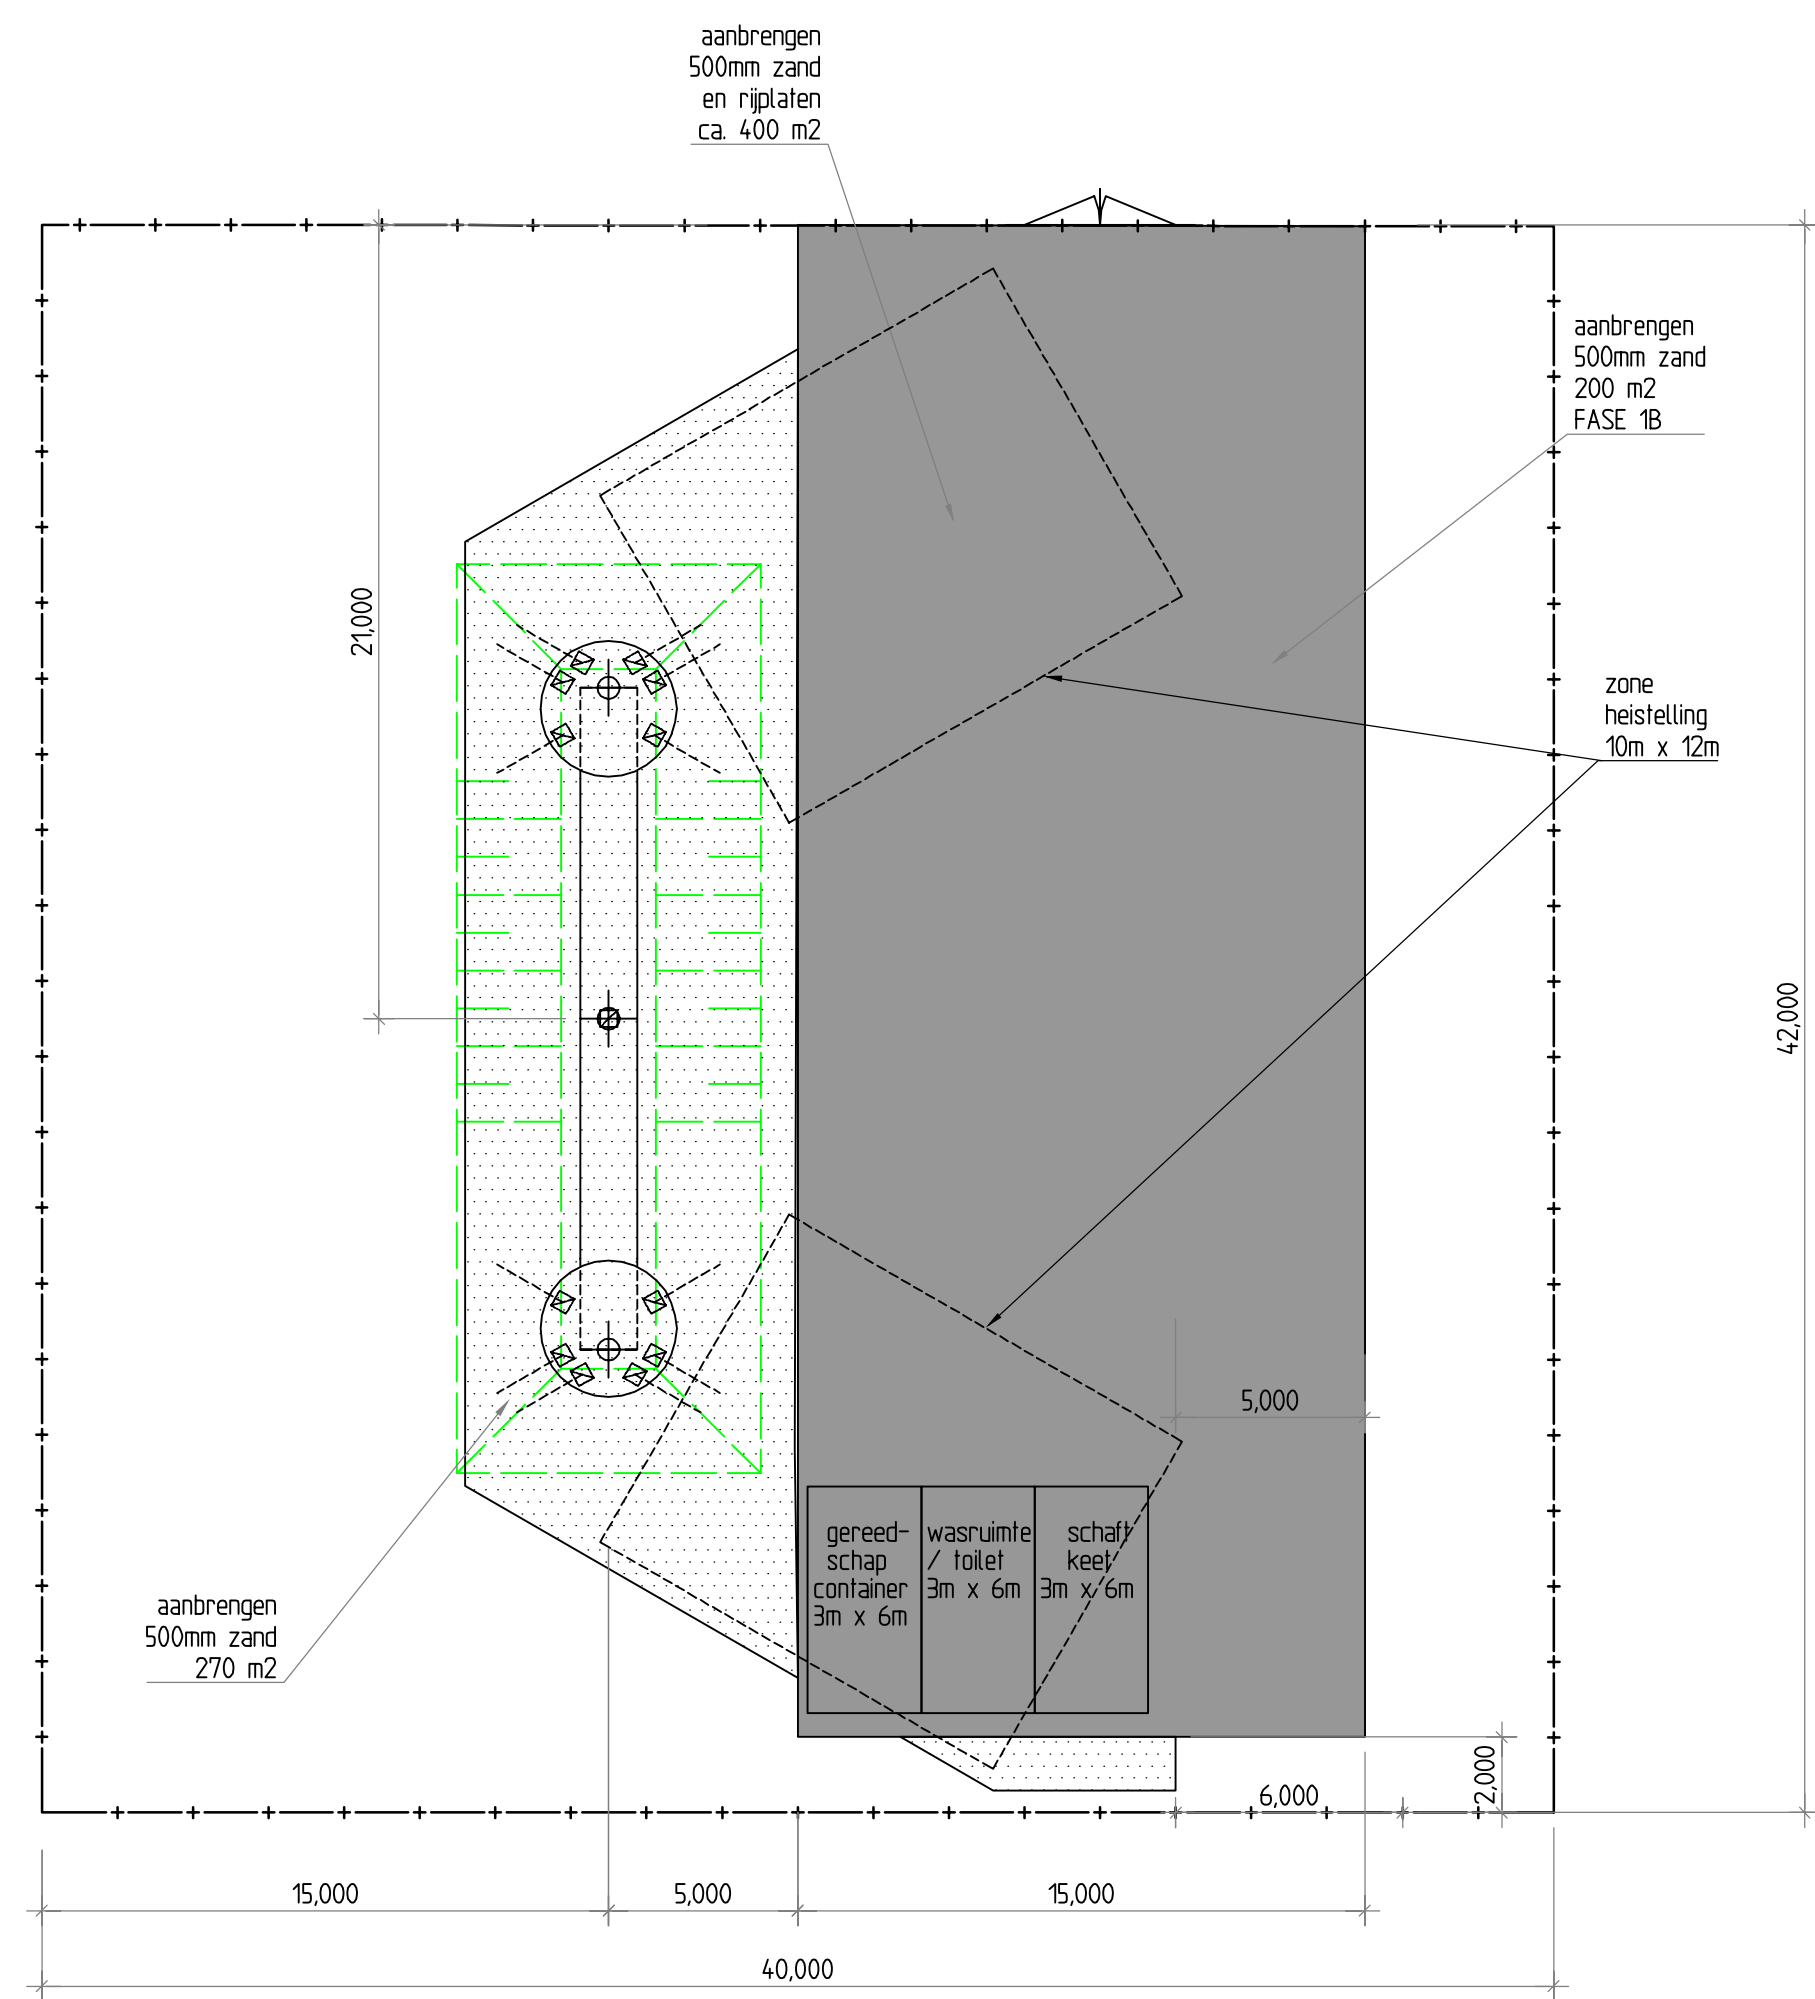 aanbrengen
500mm zand
en rijplaten
ca. 400 m2
aanbrengen
500mm zand
200 m2
FASE 1B
21,000
zone
heistelling
10m x 12m
42,000
5,000
gereed-
schap
container
3m x 6m
wasruimte
/ toilet
3m x 6m
schaft
keet
3m x 6m
aanbrengen
500mm zand
270 m2
2,000
6,000
15,000
5,000
15,000
40,000